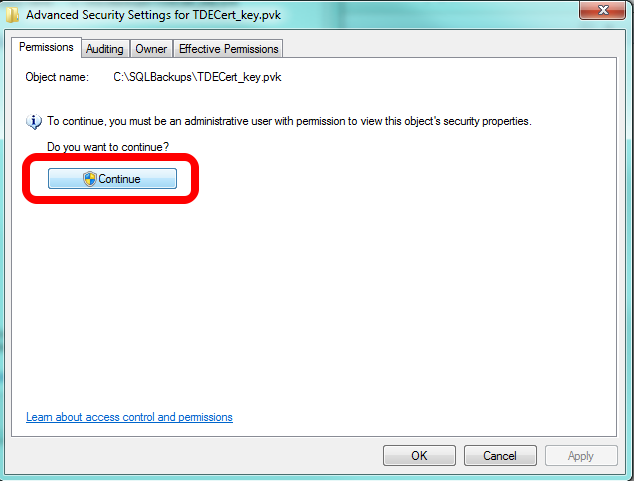 Advanced Security Settings for TDECert_key.pvk
Permissions Auditing Owner Effective Permissions
Object name: C:\SQLBackups\TDECert_key.pvk
To continue, you must be an administrative user with permission to view this object's security properties.
Do you want to continue?
Continue
Learn about access control and permissions
OK Cancel Apply